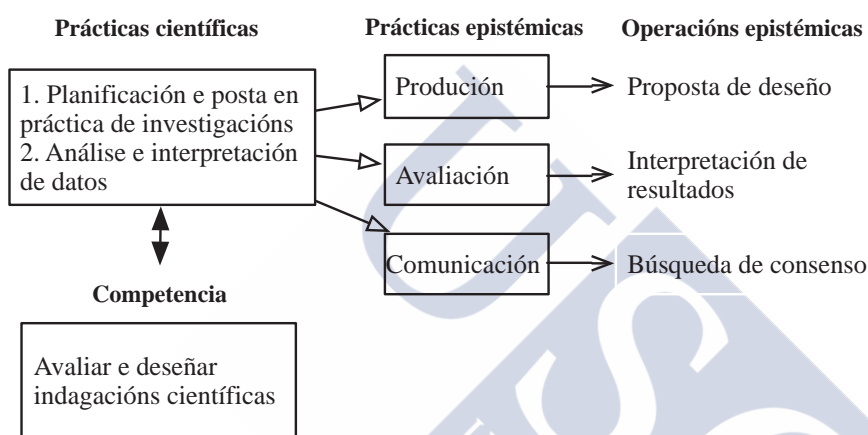 Prácticas científicas
Prácticas epistémicas
Operacións epistémicas
1. Planificación e posta en
práctica de investigacións
2. Análise e interpretación
de datos
Produción
Proposta de deseño
Avaliación
Interpretación de
resultados
Comunicación
Búsqueda de consenso
Competencia
Avaliar e deseñar
indagacións científicas